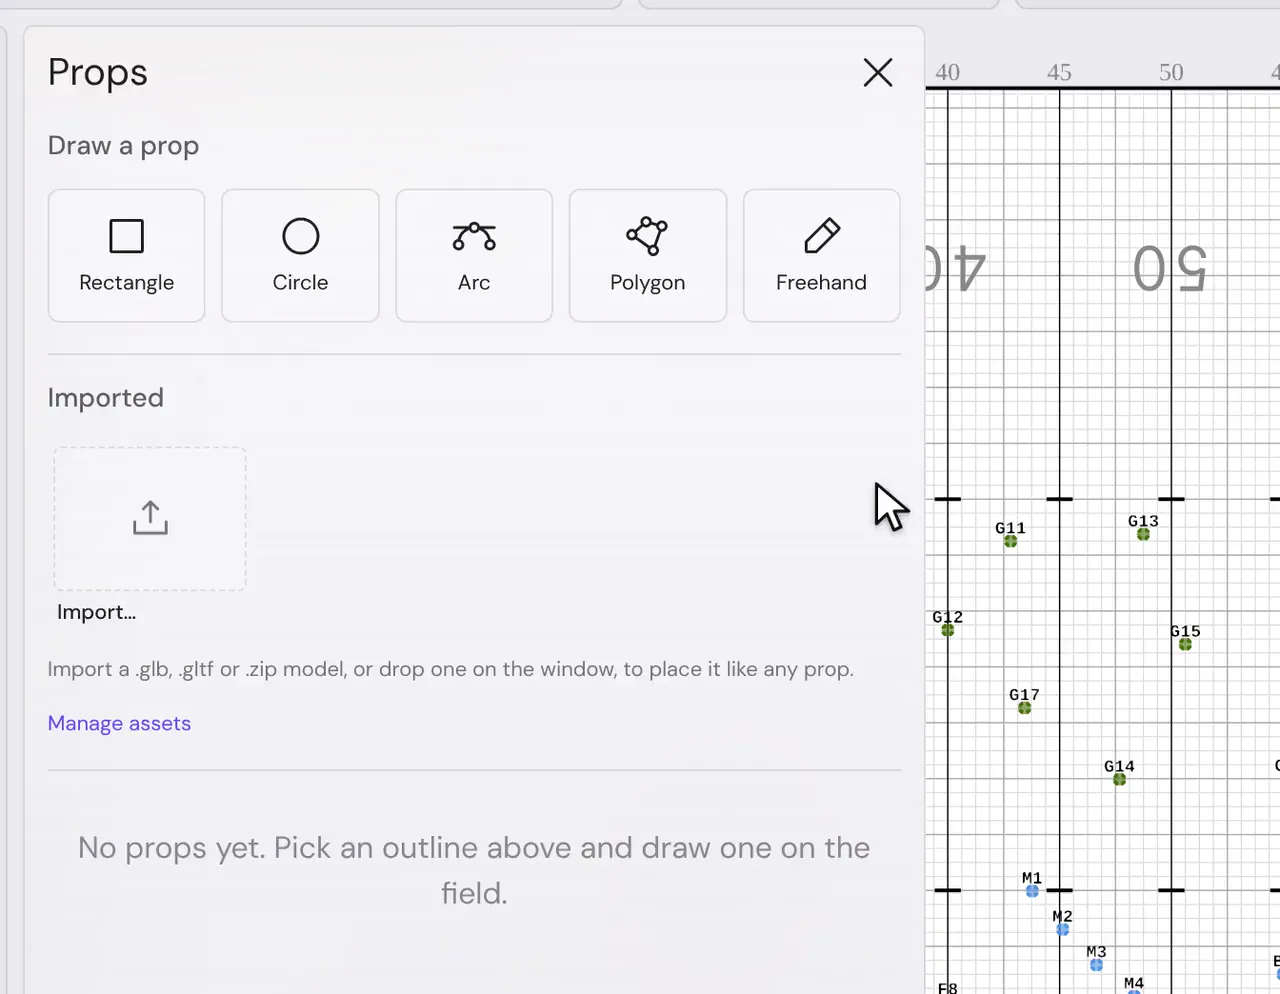 Props
Draw a prop
Rectangle
Circle
Arc
Polygon
Freehand
Imported
Import...
Import a .glb, .gltf or .zip model, or drop one on the window, to place it like any prop.
Manage assets
No props yet. Pick an outline above and draw one on the
field.
40 45 50
40 50
G11
G13
G12
G15
G17
G14
M1
M2
M3
M4
F8